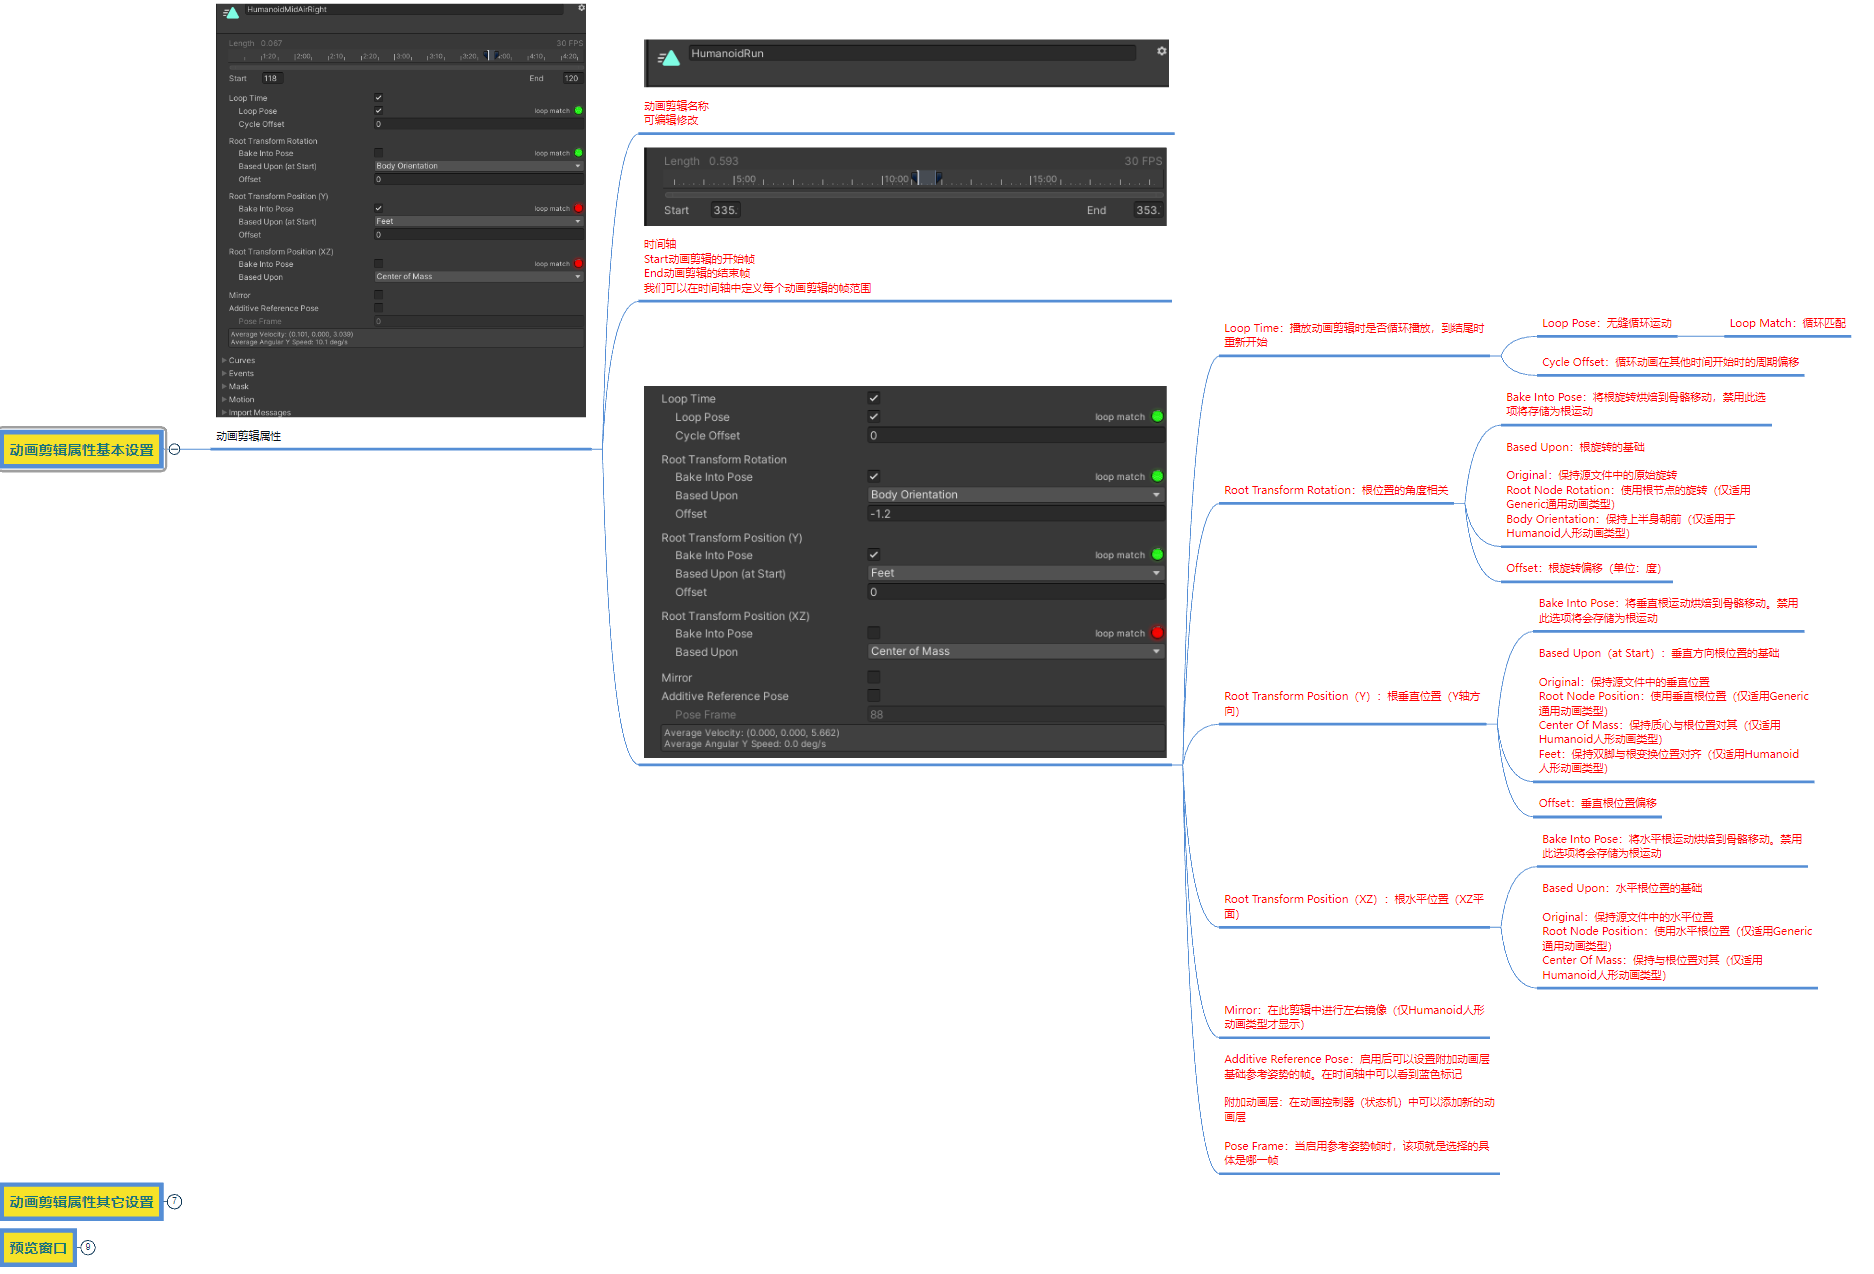 动画剪辑属性基本设置
HumanoidMidAirRight
Length 0.067
30 FPS
1:20 2:00 2:10 2:20 3:00 3:10 3:20 4:00 4:10 4:20
Start 118
End 120
Loop Time
Loop Pose
loop match
Cycle Offset 0
Root Transform Rotation
Bake Into Pose
loop match
Based Upon (at Start) Body Orientation
Offset 0
Root Transform Position (Y)
Bake Into Pose
loop match
Based Upon (at Start) Feet
Offset 0
Root Transform Position (XZ)
Bake Into Pose
loop match
Based Upon Center of Mass
Mirror
Additive Reference Pose
Pose Frame 0
Average Velocity: (0.101, 0.000, 3.039)
Average Angular Y Speed: 10.1 deg/s
Curves
Events
Mask
Motion
Import Messages
动画剪辑属性
HumanoidRun
动画剪辑名称
可编辑修改
Length 0.593
30 FPS
5:00 10:00 15:00
Start 335.
End 353.
时间轴
Start动画剪辑的开始帧
End动画剪辑的结束帧
我们可以在时间轴中定义每个动画剪辑的帧范围
Loop Time
Loop Pose
loop match
Cycle Offset 0
Root Transform Rotation
Bake Into Pose
loop match
Based Upon Body Orientation
Offset -1.2
Root Transform Position (Y)
Bake Into Pose
loop match
Based Upon (at Start) Feet
Offset 0
Root Transform Position (XZ)
Bake Into Pose
loop match
Based Upon Center of Mass
Mirror
Additive Reference Pose
Pose Frame 88
Average Velocity: (0.000, 0.000, 5.662)
Average Angular Y Speed: 0.0 deg/s
Loop Time：播放动画剪辑时是否循环播放，到结尾时
重新开始
Loop Pose：无缝循环运动
Loop Match：循环匹配
Cycle Offset：循环动画在其他时间开始时的周期偏移
Root Transform Rotation：根位置的角度相关
Bake Into Pose：将根旋转烘焙到骨骼移动，禁用此选
项将存储为根运动
Based Upon：根旋转的基础
Original：保持源文件中的原始旋转
Root Node Rotation：使用根节点的旋转（仅适用
Generic通用动画类型）
Body Orientation：保持上半身朝前（仅适用于
Humanoid人形动画类型）
Offset：根旋转偏移（单位：度）
Root Transform Position（Y）：根垂直位置（Y轴方
向）
Bake Into Pose：将垂直根运动烘焙到骨骼移动。禁用
此选项将会存储为根运动
Based Upon（at Start）：垂直方向根位置的基础
Original：保持源文件中的垂直位置
Root Node Position：使用垂直根位置（仅适用Generic
通用动画类型）
Center Of Mass：保持质心与根位置对其（仅适用
Humanoid人形动画类型）
Feet：保持双脚与根变换位置对齐（仅适用Humanoid
人形动画类型）
Offset：垂直根位置偏移
Root Transform Position（XZ）：根水平位置（XZ平
面）
Bake Into Pose：将水平根运动烘焙到骨骼移动。禁用
此选项将会存储为根运动
Based Upon：水平根位置的基础
Original：保持源文件中的水平位置
Root Node Position：使用水平根位置（仅适用Generic
通用动画类型）
Center Of Mass：保持与根位置对其（仅适用
Humanoid人形动画类型）
Mirror：在此剪辑中进行左右镜像（仅Humanoid人形
动画类型才显示）
Additive Reference Pose：启用后可以设置附加动画层
基础参考姿势的帧。在时间轴中可以看到蓝色标记
附加动画层：在动画控制器（状态机）中可以添加新的动
画层
Pose Frame：当启用参考姿势帧时，该项就是选择的具
体是哪一帧
动画剪辑属性其它设置
7
预览窗口
9